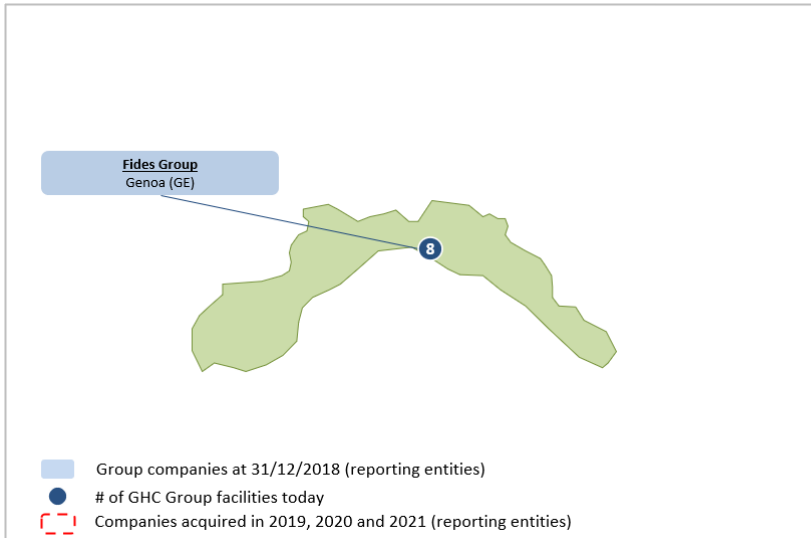 Fides Group
Genoa (GE)
8
Group companies at 31/12/2018 (reporting entities)
# of GHC Group facilities today
Companies acquired in 2019, 2020 and 2021 (reporting entities)